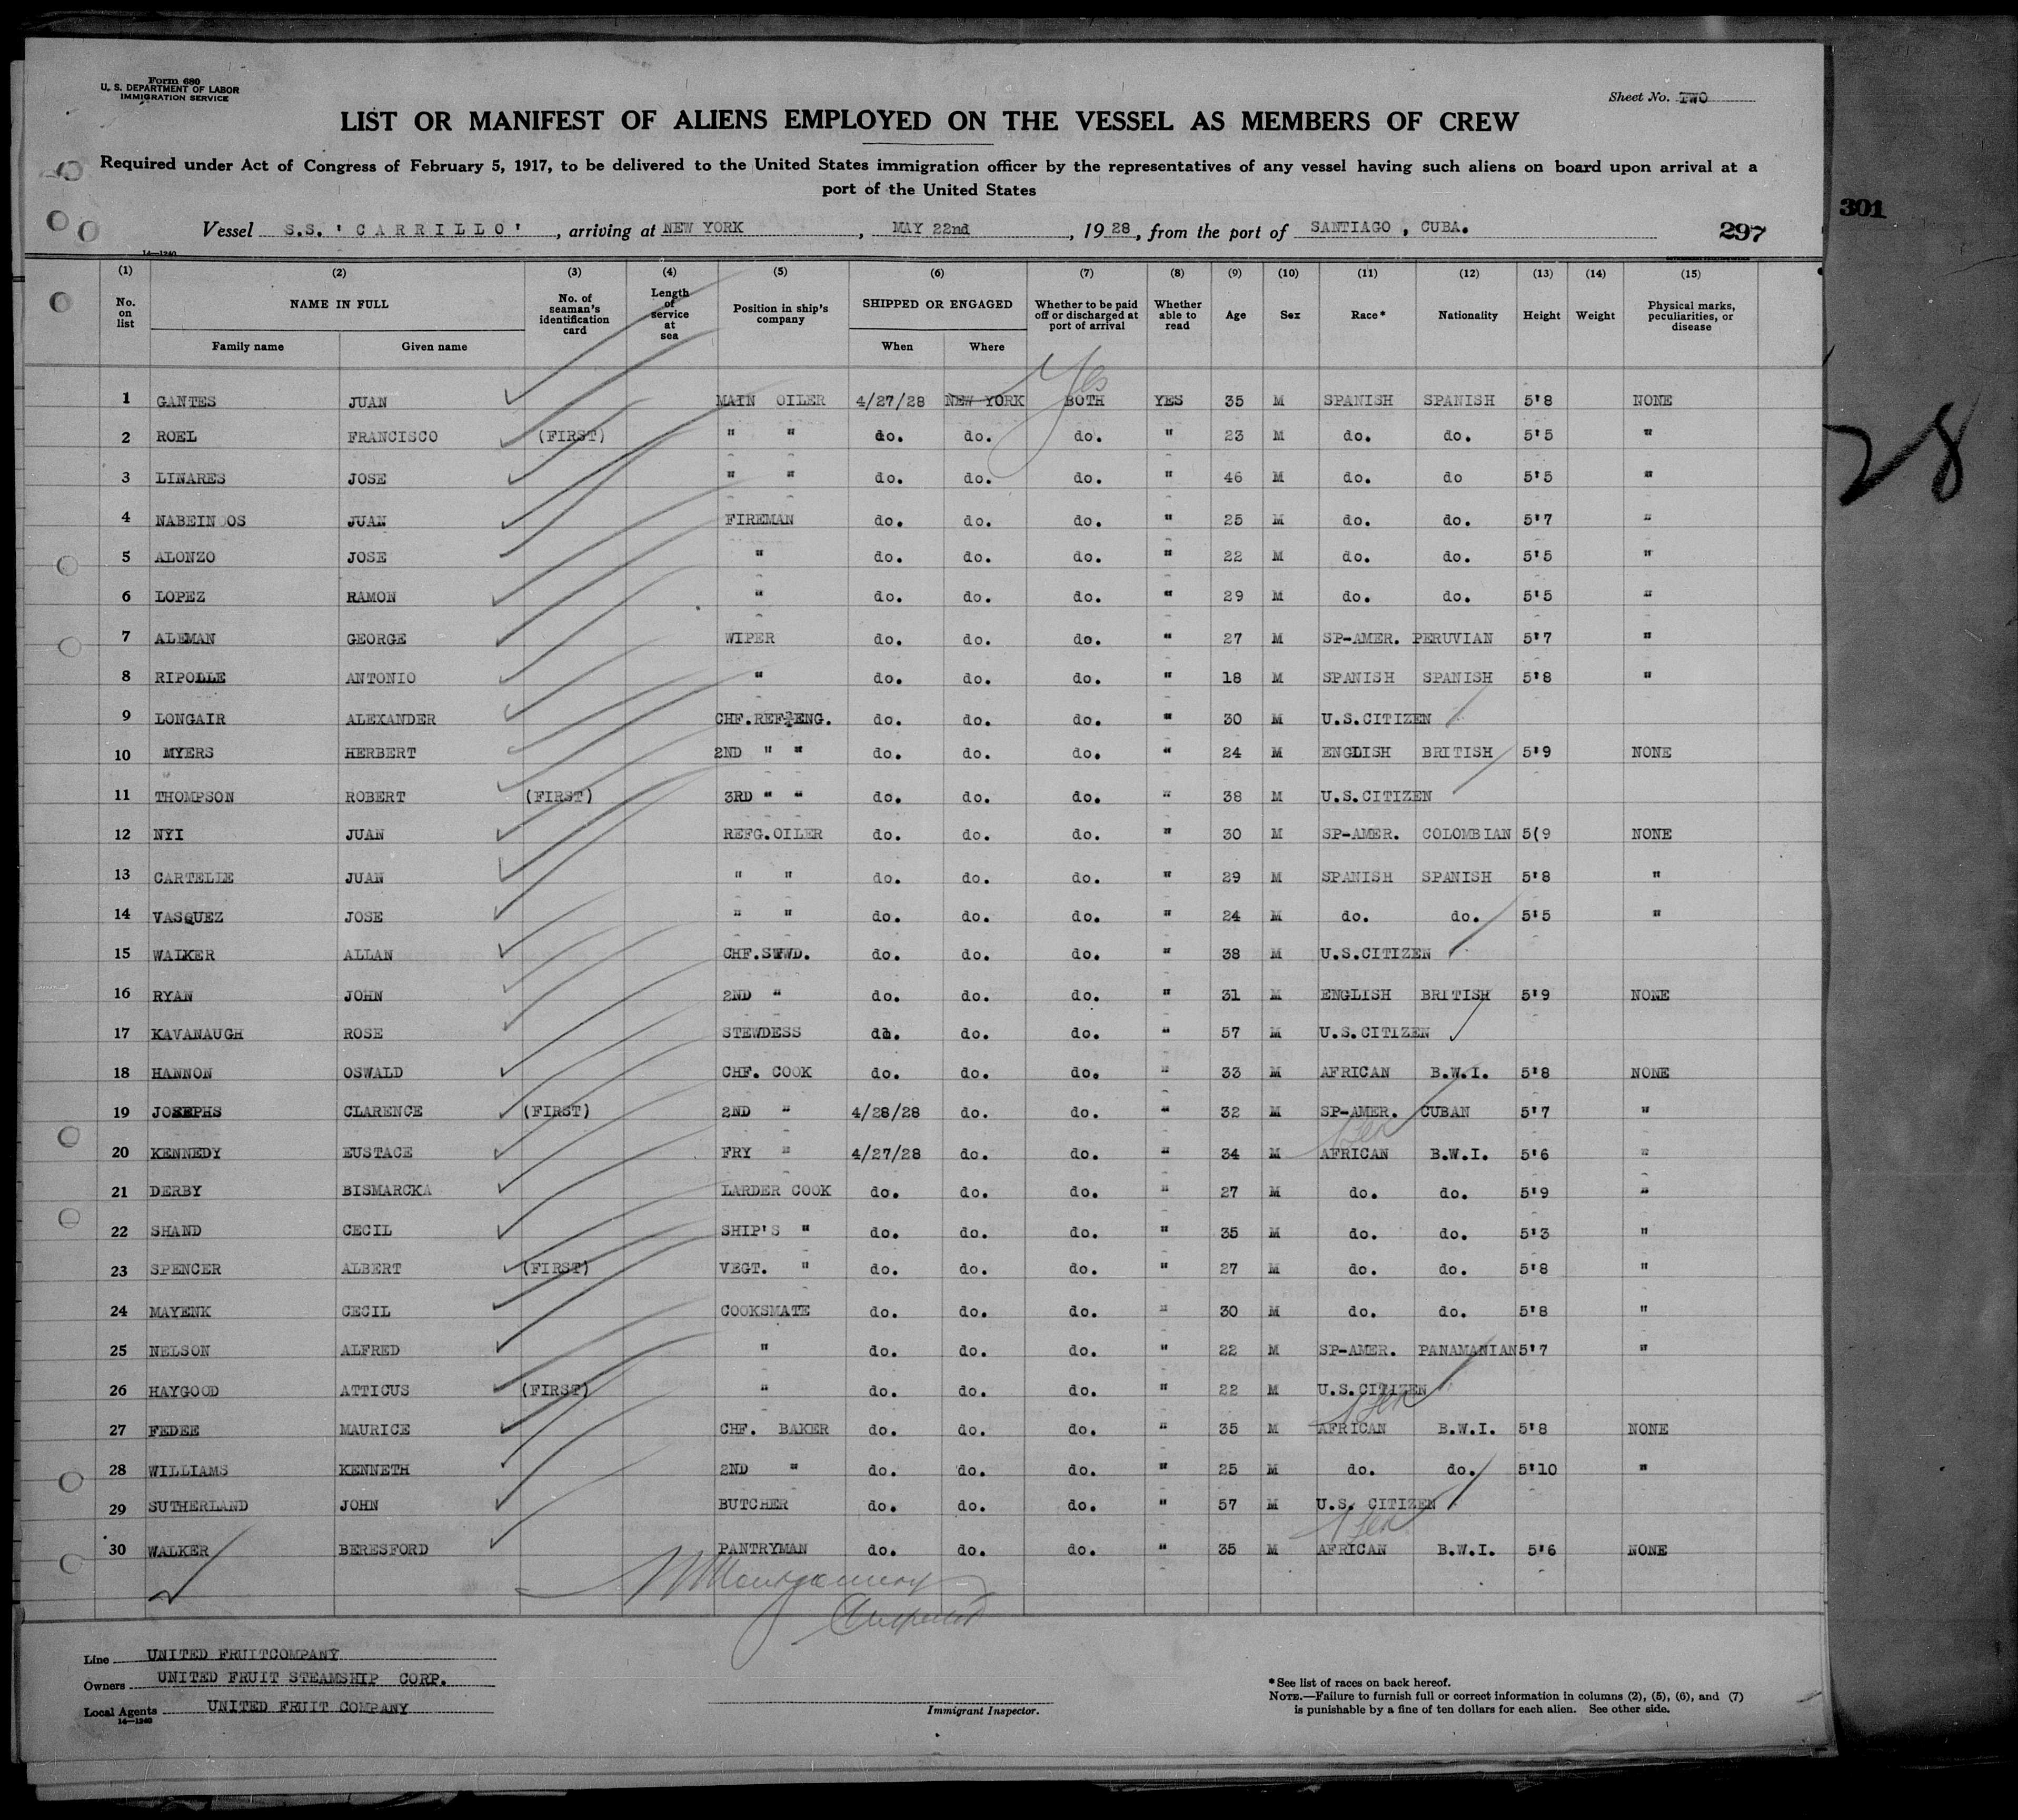 Form 680
U. S. DEPARTMENT OF LABOR
IMMIGRATION SERVICE
Sheet No. TWO
LIST OR MANIFEST OF ALIENS EMPLOYED ON THE VESSEL AS MEMBERS OF CREW
Required under Act of Congress of February 5, 1917, to be delivered to the United States immigration officer by the representatives of any vessel having such aliens on board upon arrival at a
port of the United States
301
Vessel S.S. ' CARRILLO' , arriving at NEW YORK , MAY 22nd , 19 28, from the port of SANTIAGO , CUBA. 297
14—1240
(1) (2) (3) (4) (5) (6) (7) (8) (9) (10) (11) (12) (13) (14) (15)
No. on list NAME IN FULL Family name Given name No. of seaman's identification card Length of service at sea Position in ship's company SHIPPED OR ENGAGED When Where Whether to be paid off or discharged at port of arrival Whether able to read Age Sex Race* Nationality Height Weight Physical marks, peculiarities, or disease
Yes
1 GANTES JUAN MAIN OILER 4/27/28 NEW YORK BOTH YES 35 M SPANISH SPANISH 5'8 NONE
2 ROEL FRANCISCO (FIRST) " " do. do. do. " 23 M do. do. 5'5 "
28
3 LINARES JOSE " " do. do. do. " 46 M do. do 5'5 "
4 JUAN FIREMAN do. do. do. " 25 M do. do. 5'7 "
5 ALONZO JOSE " do. do. do. " 22 M do. do. 5'5 "
6 LOPEZ RAMON " do. do. do. " 29 M do. do. 5'5 "
7 ALEMAN GEORGE WIPER do. do. do. " 27 M SP-AMER. PERUVIAN 5'7 "
8 RIPOLLE ANTONIO " do. do. do. " 18 M SPANISH SPANISH 5'8 "
9 LONGAIR ALEXANDER CHF.REF.ENG. do. do. do. " 30 M U.S.CITIZEN
10 MYERS HERBERT 2ND " " do. do. do. " 24 M ENGLISH BRITISH 5'9 NONE
11 THOMPSON ROBERT (FIRST) 3RD " " do. do. do. " 38 M U.S.CITIZEN
12 NYI JUAN REFG.OILER do. do. do. " 30 M SP-AMER. COLOMBIAN 5(9 NONE
13 CARTELLE JUAN " " do. do. do. " 29 M SPANISH SPANISH 5'8 "
14 VASQUEZ JOSE " " do. do. do. " 24 M do. do. 5'5 "
15 WALKER ALLAN CHF.STWD. do. do. do. " 38 M U.S.CITIZEN
16 RYAN JOHN 2ND " do. do. do. " 31 M ENGLISH BRITISH 5'9 NONE
17 KAVANAUGH ROSE STEWDESS do. do. do. " 57 M U.S.CITIZEN
18 HANNON OSWALD CHF. COOK do. do. do. " 33 M AFRICAN B.W.I. 5'8 NONE
19 JOSEPHS CLARENCE (FIRST) 2ND " 4/28/28 do. do. " 32 M SP-AMER. CUBAN 5'7 "
20 KENNEDY EUSTACE FRY " 4/27/28 do. do. " 34 M AFRICAN B.W.I. 5'6 "
21 DERBY BISMARCKA LARDER COOK do. do. do. " 27 M do. do. 5'9 "
22 SHAND CECIL SHIP'S " do. do. do. " 35 M do. do. 5'3 "
23 SPENCER ALBERT (FIRST) VEGT. " do. do. do. " 27 M do. do. 5'8 "
24 MAYENK CECIL COOKSMATE do. do. do. " 30 M do. do. 5'8 "
25 NELSON ALFRED " do. do. do. " 22 M SP-AMER. PANAMANIAN 5'7 "
26 HAYGOOD ATTICUS (FIRST) " do. do. do. " 22 M U.S.CITIZEN
27 FEDEE MAURICE CHF. BAKER do. do. do. " 35 M AFRICAN B.W.I. 5'8 NONE
28 WILLIAMS KENNETH 2ND " do. do. do. " 25 M do. do. 5'10 "
29 SUTHERLAND JOHN BUTCHER do. do. do. " 57 M U.S. CITIZEN
30 WALKER BERESFORD PANTRYMAN do. do. do. " 35 M AFRICAN B.W.I. 5'6 NONE
Montgomery
Line UNITED FRUITCOMPANY
Owners UNITED FRUIT STEAMSHIP CORP.
Local Agents UNITED FRUIT COMPANY
14—1240
Immigrant Inspector.
*See list of races on back hereof.
NOTE.—Failure to furnish full or correct information in columns (2), (5), (6), and (7)
is punishable by a fine of ten dollars for each alien. See other side.